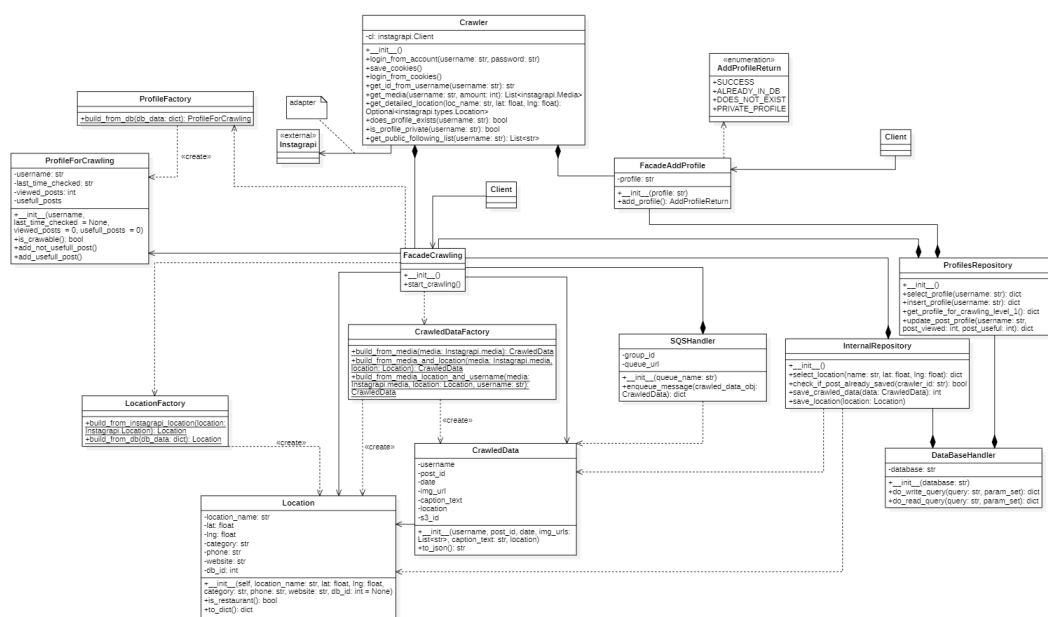 Crawler
-cl: instagrapi.Client
+__init__()
+login_from_account(username: str, password: str)
+save_cookies()
+login_from_cookies()
+get_id_from_username(username: str): str
+get_media(username: str, amount: int): List<instagrapi.Media>
+get_detailed_location(loc_name: str, lat: float, lng: float):
Optional<instagrapi.types.Location>
+does_profile_exists(username: str): bool
+is_profile_private(username: str): bool
+get_public_following_list(username: str): List<str>
«enumeration»
AddProfileReturn
+SUCCESS
+ALREADY_IN_DB
+DOES_NOT_EXIST
+PRIVATE_PROFILE
ProfileFactory
+build_from_db(db_data: dict): ProfileForCrawling
adapter
«external»
Instagrapi
Client
«create»
ProfileForCrawling
-username: str
-last_time_checked: str
-viewed_posts: int
-usefull_posts
+__init__(username,
last_time_checked = None,
viewed_posts = 0, usefull_posts = 0)
+is_crawable(): bool
+add_not_usefull_post()
+add_usefull_post()
FacadeAddProfile
-profile: str
+__init__(profile: str)
+add_profile(): AddProfileReturn
Client
FacadeCrawling
+__init__()
+start_crawling()
ProfilesRepository
+__init__()
+select_profile(username: str): dict
+insert_profile(username: str): dict
+get_profile_for_crawling_level_1(): dict
+update_post_profile(username: str,
post_viewed: int, post_useful: int): dict
CrawledDataFactory
+build_from_media(media: Instagrapi.media): CrawledData
+build_from_media_and_location(media: Instagrapi.media,
location: Location): CrawledData
+build_from_media_location_and_username(media:
Instagrapi.media, location: Location, username: str):
CrawledData
SQSHandler
-group_id
-queue_url
+__init__(queue_name: str)
+enqueue_message(crawled_data_obj:
CrawledData): dict
InternalRepository
+__init__()
+select_location(name: str, lat: float, lng: float): dict
+check_if_post_already_saved(crawler_id: str): bool
+save_crawled_data(data: CrawledData): int
+save_location(location: Location)
LocationFactory
+build_from_instagrapi_location(location:
Instagrapi.Location): Location
+build_from_db(db_data: dict): Location
«create»
«create»
«create»
CrawledData
-username
-post_id
-date
-img_url
-caption_text
-location
-s3_id
+__init__(username, post_id, date, img_urls:
List<str>, caption_text: str, location)
+to_json(): str
DataBaseHandler
-database: str
+__init__(database: str)
+do_write_query(query: str, param_set): dict
+do_read_query(query: str, param_set): dict
Location
-location_name: str
-lat: float
-lng: float
-category: str
-phone: str
-website: str
-db_id: int
+__init__(self, location_name: str, lat: float, lng: float,
category: str, phone: str, website: str, db_id: int = None)
+is_restaurant(): bool
+to_dict(): dict